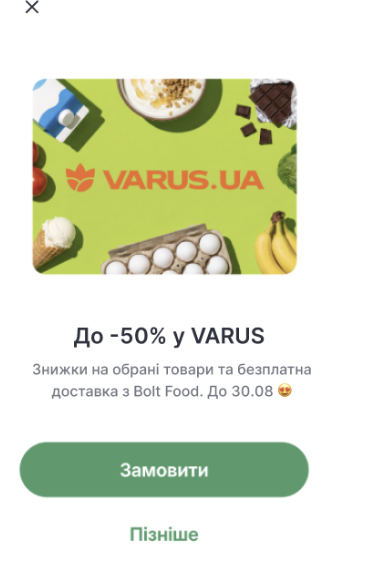 VARUS.UA
До -50% у VARUS
Знижки на обрані товари та безплатна
доставка з Bolt Food. До 30.08 😍
Замовити
Пізніше